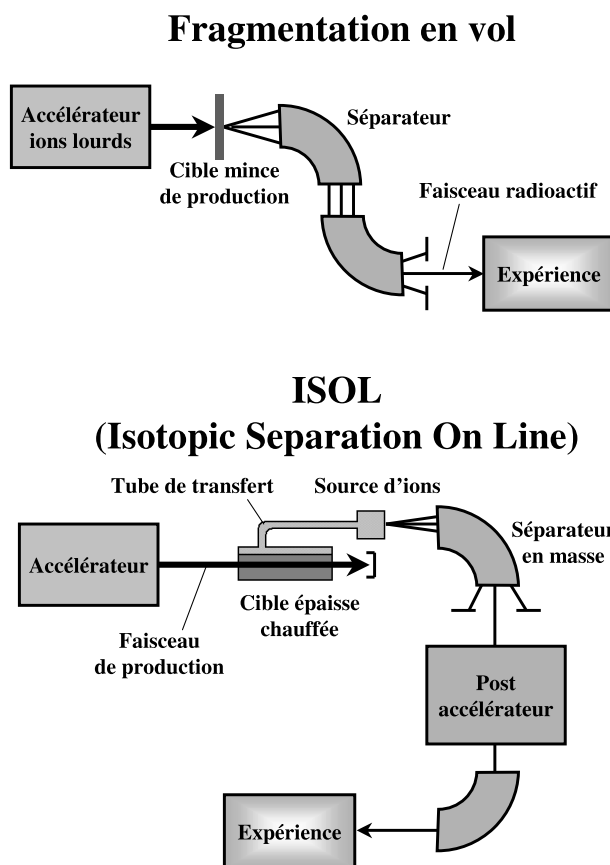 Fragmentation en vol
Accélérateur
ions lourds
Séparateur
Cible mince
de production
Faisceau radioactif
Expérience
ISOL
(Isotopic Separation On Line)
Tube de transfert
Source d'ions
Séparateur
en masse
Accélérateur
Cible épaisse
chauffée
Faisceau
de production
Post
accélérateur
Expérience